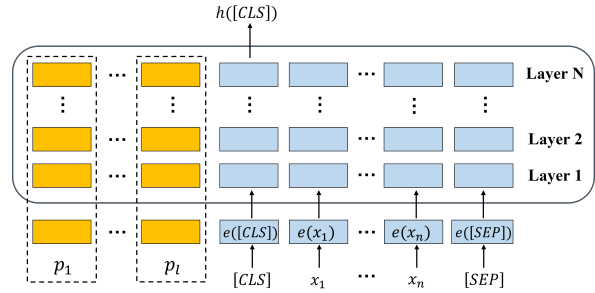 h([CLS])
Layer N
Layer 2
Layer 1
e([CLS]) e(x₁) e(xₙ) e([SEP])
p₁ ... pₗ [CLS] x₁ ... xₙ [SEP]